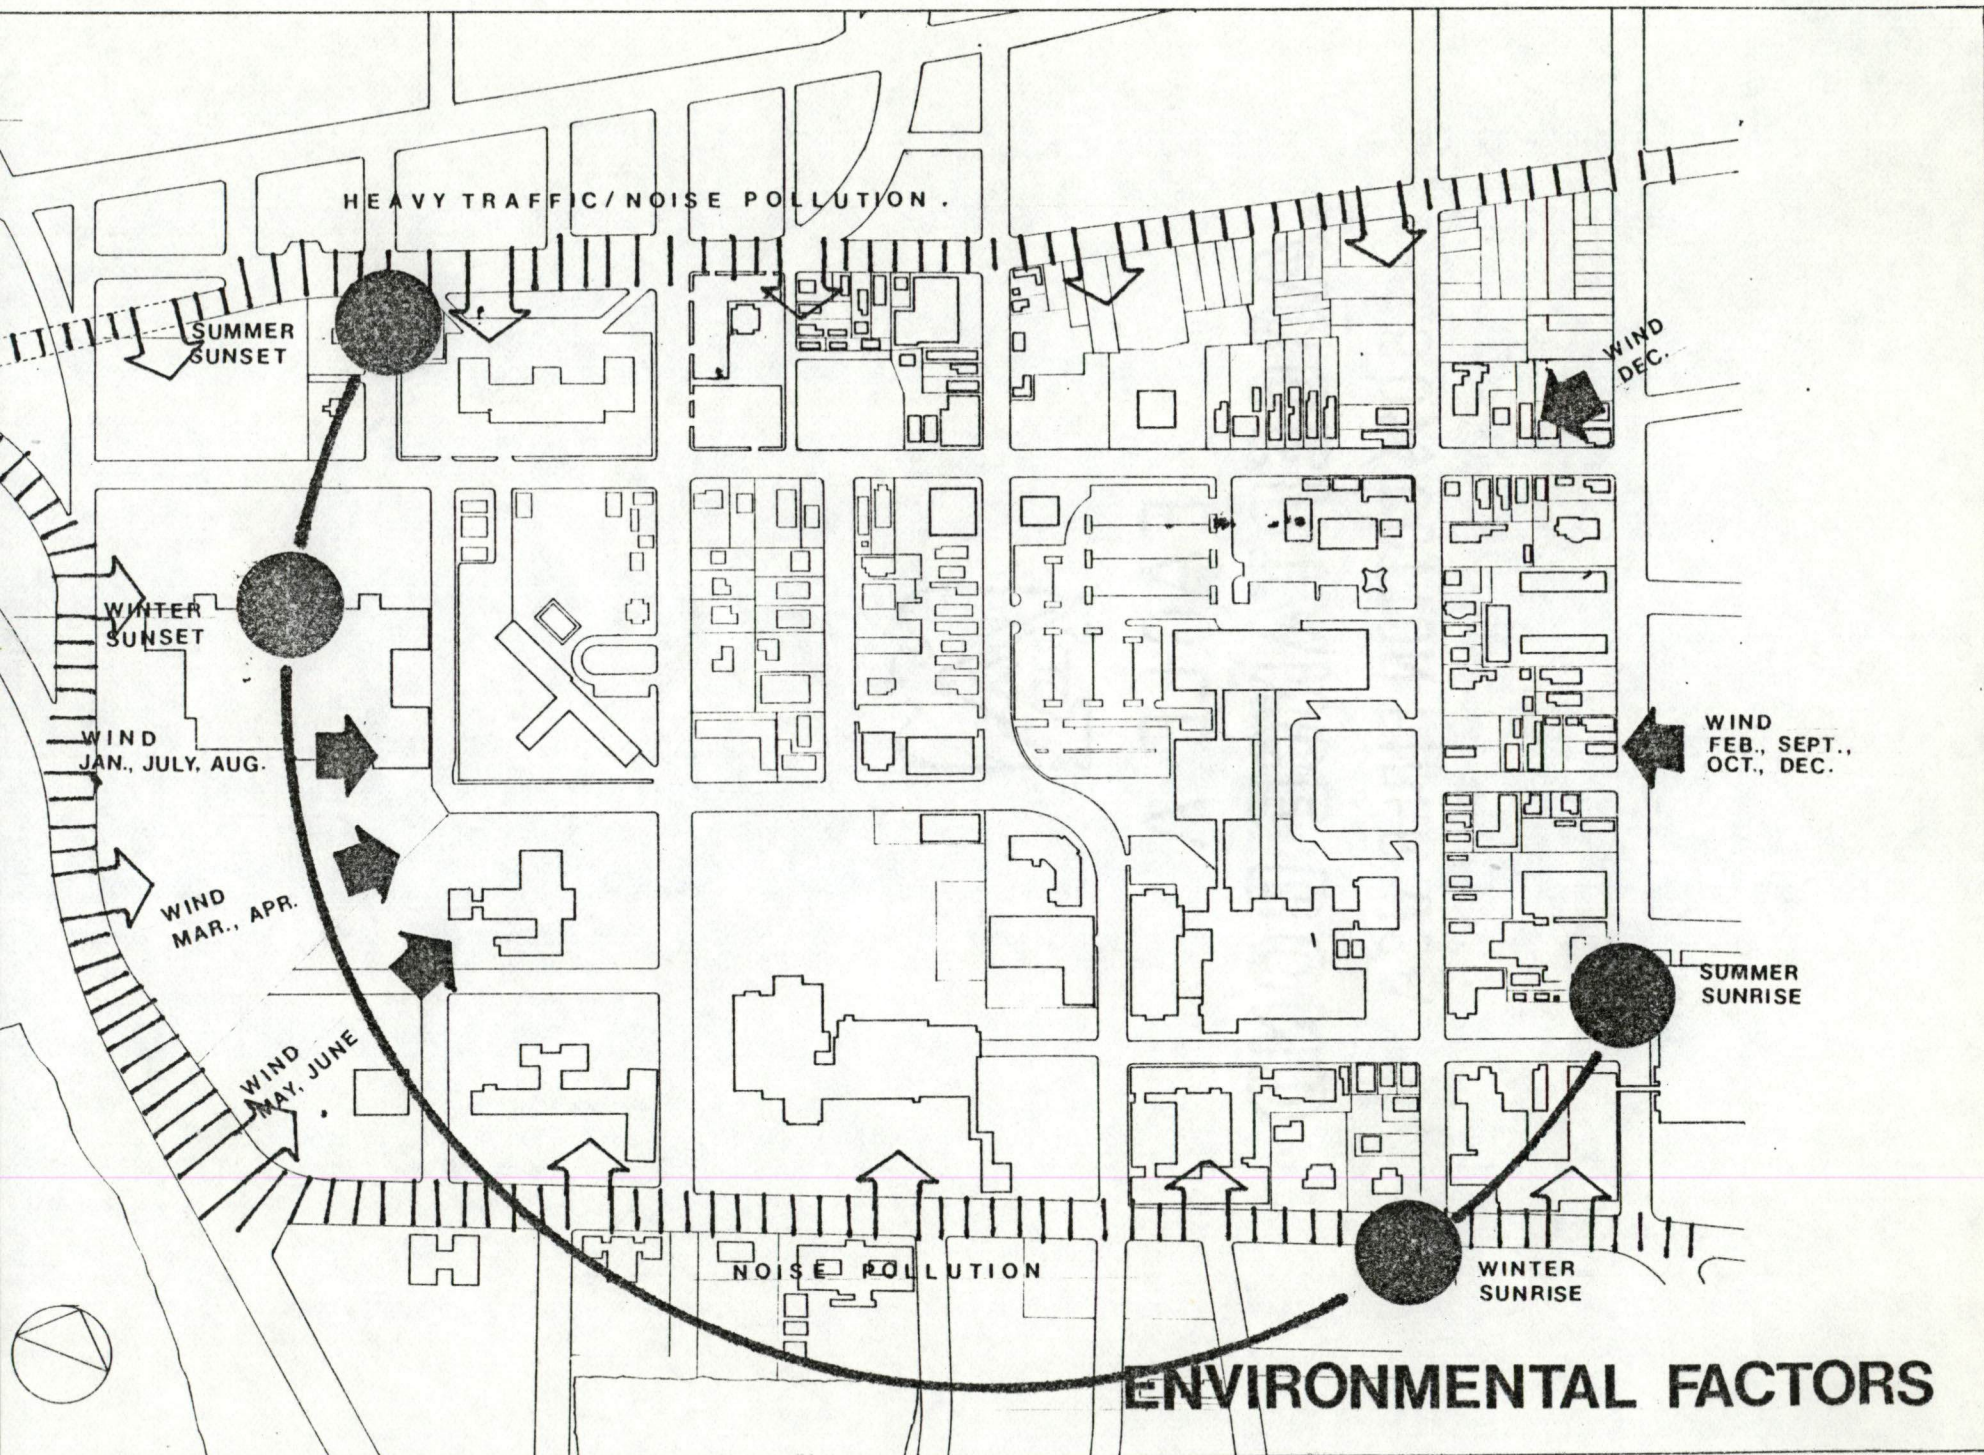 HEAVY TRAFFIC/NOISE POLLUTION.
SUMMER
SUNSET
WIND
DEC.
WINTER
SUNSET
WIND
JAN., JULY, AUG.
WIND
FEB., SEPT.,
OCT., DEC.
WIND
MAR., APR.
SUMMER
SUNRISE
WIND
MAY, JUNE
NOISE POLLUTION
WINTER
SUNRISE
ENVIRONMENTAL FACTORS